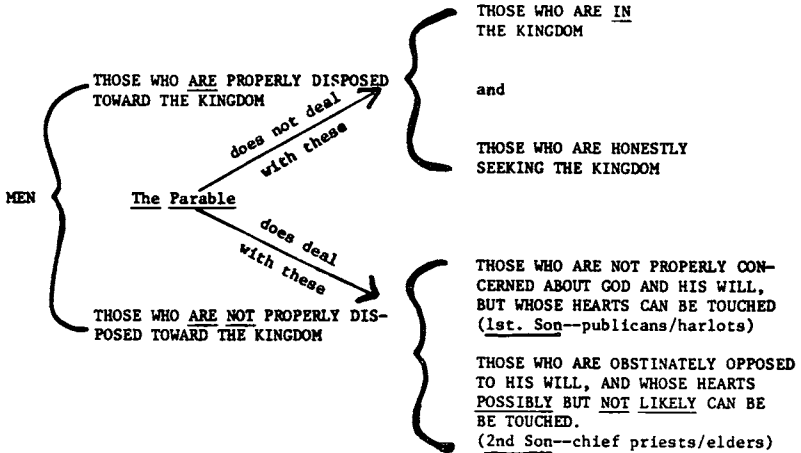 THOSE WHO ARE IN
THE KINGDOM
THOSE WHO ARE PROPERLY DISPOSED
TOWARD THE KINGDOM
and
does not deal
with these
THOSE WHO ARE HONESTLY
SEEKING THE KINGDOM
MEN
The Parable
does deal
with these
THOSE WHO ARE NOT PROPERLY CON-
CERNED ABOUT GOD AND HIS WILL,
BUT WHOSE HEARTS CAN BE TOUCHED
(1st. Son--publicans/harlots)
THOSE WHO ARE NOT PROPERLY DIS-
POSED TOWARD THE KINGDOM
THOSE WHO ARE OBSTINATELY OPPOSED
TO HIS WILL, AND WHOSE HEARTS
POSSIBLY BUT NOT LIKELY CAN BE
BE TOUCHED.
(2nd Son--chief priests/elders)